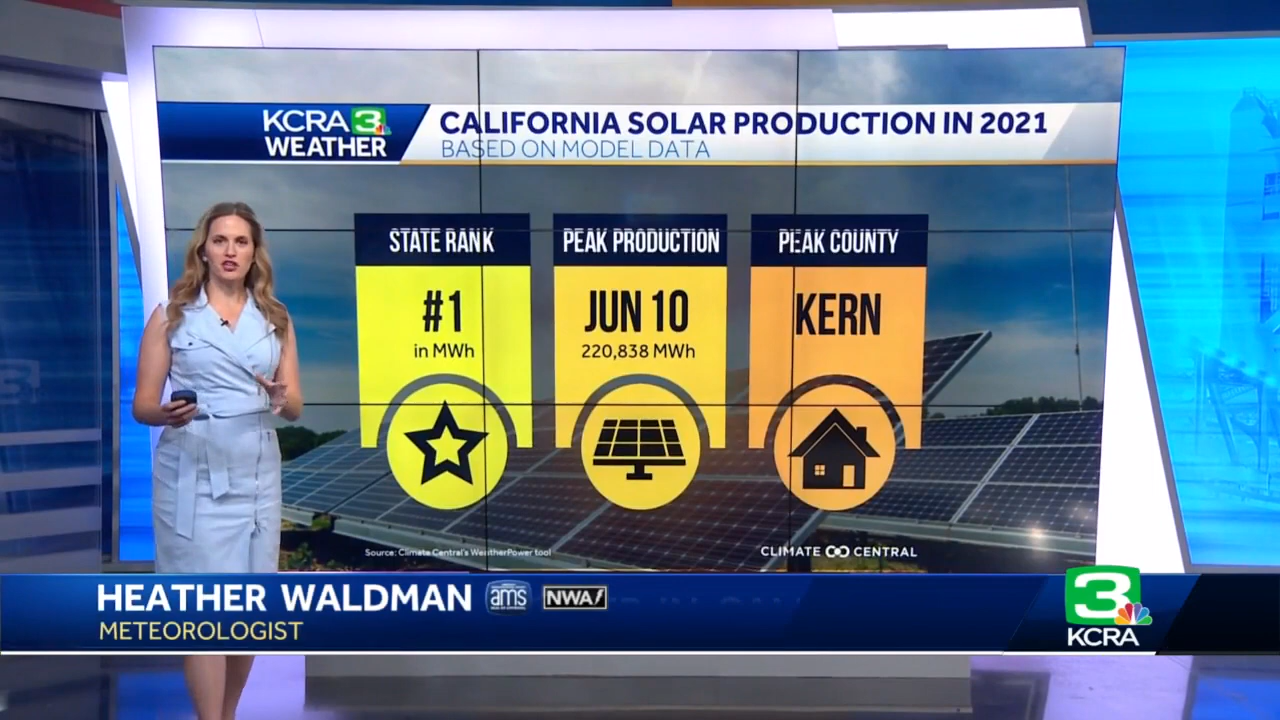 KCRA 3
WEATHER
CALIFORNIA SOLAR PRODUCTION IN 2021
BASED ON MODEL DATA
STATE RANK
#1
in MWh
PEAK PRODUCTION
JUN 10
220,838 MWh
PEAK COUNTY
KERN
Source: Climate Central's WeatherPower tool
CLIMATE CENTRAL
HEATHER WALDMAN
ams
NWA
METEOROLOGIST
3
KCRA